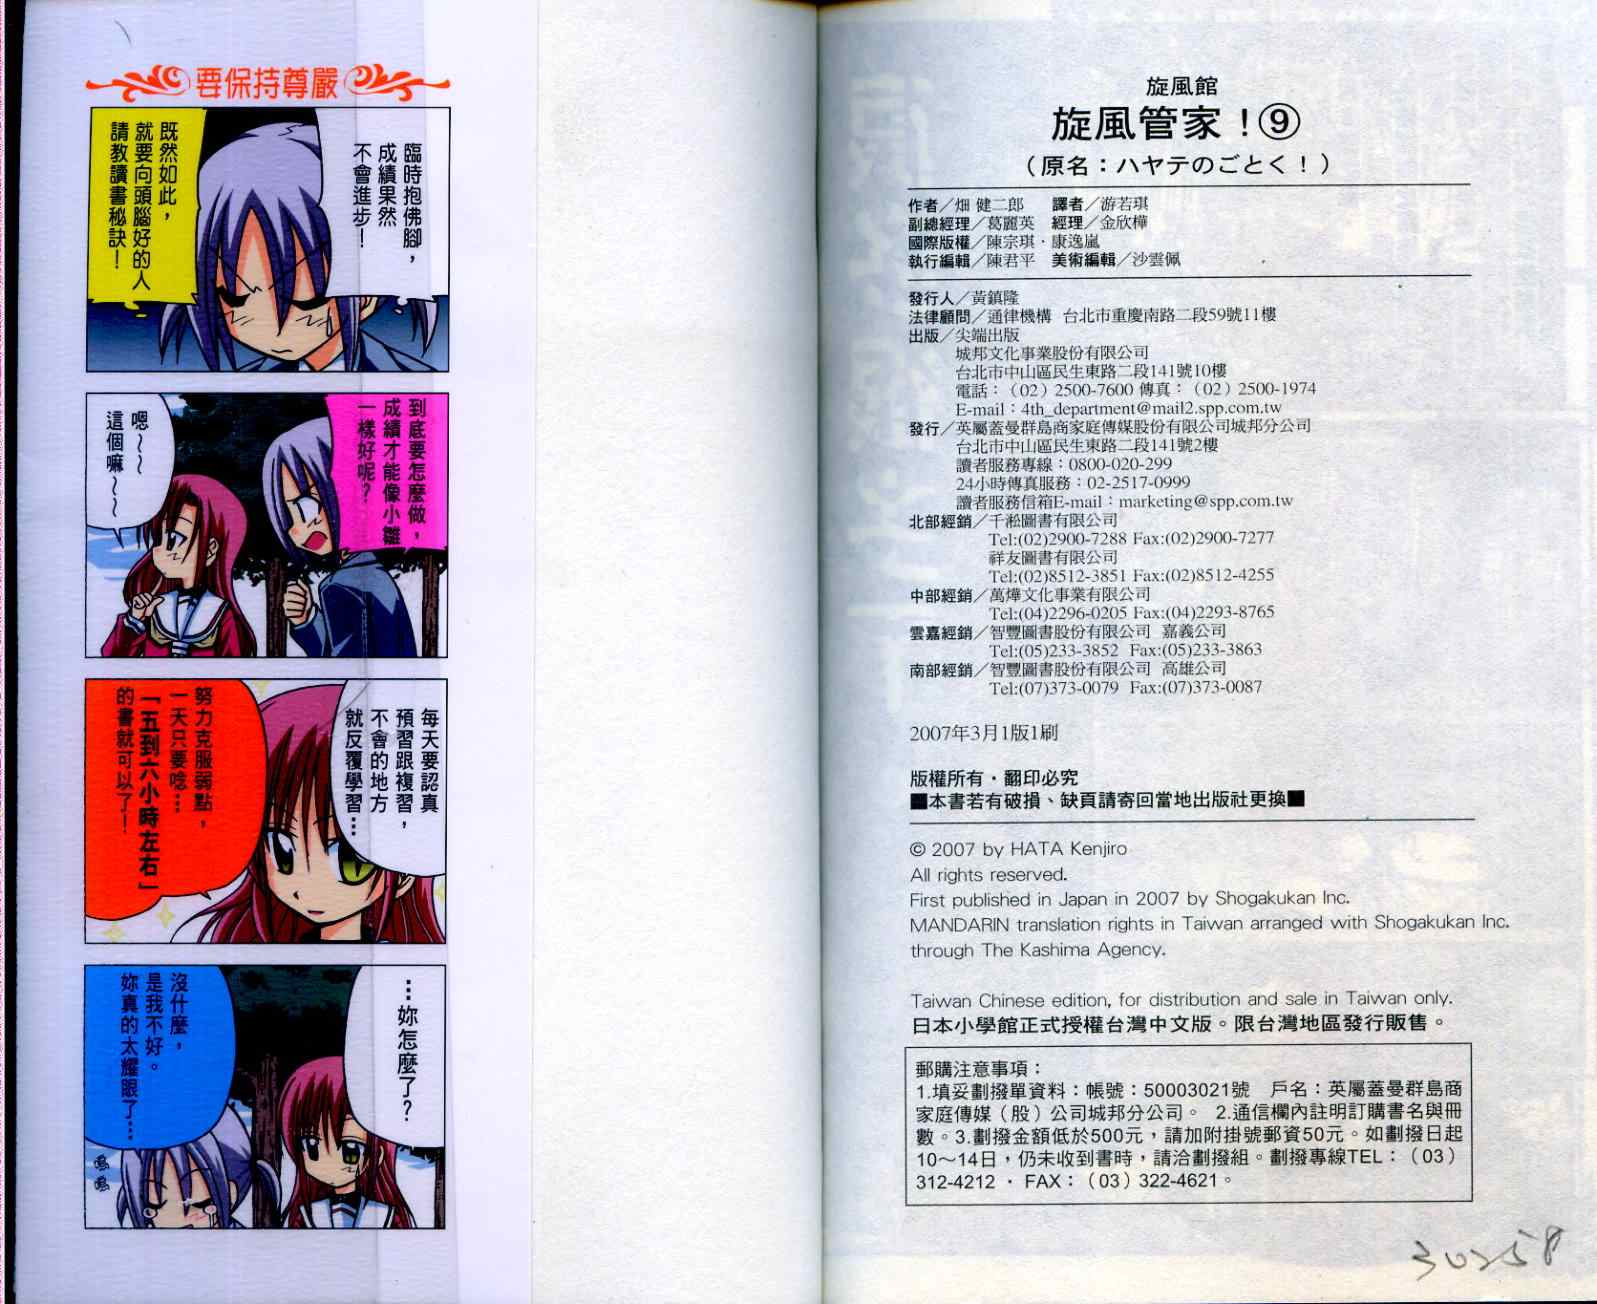 要保持尊嚴
臨時抱佛腳，
成績果然
不會進步！
既然如此，
就要向頭腦好的人
請教讀書秘訣！
到底要怎麼做，
成績才能像小雛
一樣好呢？
嗯～～
這個嘛～～
每天要認真
預習跟複習，
不會的地方
就反覆學習…
努力克服弱點，
一天只要唸…
「五到六小時左右」
的書就可以了！
…妳怎麼了？
沒什麼，
是我不好。
妳真的太耀眼了…
嗚
嗚
旋風館
旋風管家！⑨
（原名：ハヤテのごとく！）
作者／畑 健二郎　譯者／游若琪
副總經理／葛麗英　經理／金欣樺
國際版權／陳宗琪．康逸嵐
執行編輯／陳君平　美術編輯／沙雲佩
發行人／黃鎮隆
法律顧問／通律機構　台北市重慶南路二段59號11樓
出版／尖端出版
城邦文化事業股份有限公司
台北市中山區民生東路二段141號10樓
電話：（02）2500-7600 傳真：（02）2500-1974
E-mail：4th_department@mail2.spp.com.tw
發行／英屬蓋曼群島商家庭傳媒股份有限公司城邦分公司
台北市中山區民生東路二段141號2樓
讀者服務專線：0800-020-299
24小時傳真服務：02-2517-0999
讀者服務信箱E-mail：marketing@spp.com.tw
北部經銷／千淞圖書有限公司
Tel:(02)2900-7288 Fax:(02)2900-7277
祥友圖書有限公司
Tel:(02)8512-3851 Fax:(02)8512-4255
中部經銷／萬燁文化事業有限公司
Tel:(04)2296-0205 Fax:(04)2293-8765
雲嘉經銷／智豐圖書股份有限公司 嘉義公司
Tel:(05)233-3852 Fax:(05)233-3863
南部經銷／智豐圖書股份有限公司 高雄公司
Tel:(07)373-0079 Fax:(07)373-0087
2007年3月1版1刷
版權所有・翻印必究
■本書若有破損、缺頁請寄回當地出版社更換■
© 2007 by HATA Kenjiro
All rights reserved.
First published in Japan in 2007 by Shogakukan Inc.
MANDARIN translation rights in Taiwan arranged with Shogakukan Inc.
through The Kashima Agency.
Taiwan Chinese edition, for distribution and sale in Taiwan only.
日本小學館正式授權台灣中文版。限台灣地區發行販售。
郵購注意事項：
1.填妥劃撥單資料：帳號：50003021號　戶名：英屬蓋曼群島商
家庭傳媒（股）公司城邦分公司。 2.通信欄內註明訂購書名與冊
數。3.劃撥金額低於500元，請加附掛號郵資50元。如劃撥日起
10～14日，仍未收到書時，請洽劃撥組。劃撥專線TEL：（03）
312-4212 ． FAX：（03）322-4621。
30258